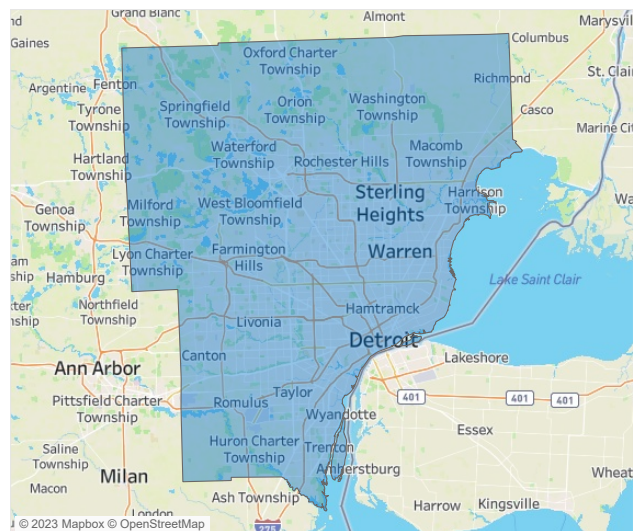 Grand Blanc
Almont
Marysvil
Gaines
Columbus
Oxford Charter
Township
Richmond
St. Clai
Argentine
Fenton
Orion
Township
Washington
Township
Springfield
Township
Tyrone
Township
Casco
Marine City
Waterford
Township
Macomb
Township
Hartland
Township
Rochester Hills
Sterling
Heights
Harrison
Township
Genoa
Township
Milford
Township
West Bloomfield
Township
Warren
Lyon Charter
Township
Farmington
Hills
Hamburg
Lake Saint Clair
Northfield
Township
Hamtramck
Livonia
Detroit
Canton
Lakeshore
Ann Arbor
Taylor
401
401
401
Pittsfield Charter
Township
Romulus
Wyandotte
Essex
Saline
Township
Huron Charter
Township
Trenton
Amherstburg
Milan
Macon
Ash Township
Harrow
Kingsville
Wheat
London
275
© 2023 Mapbox © OpenStreetMap